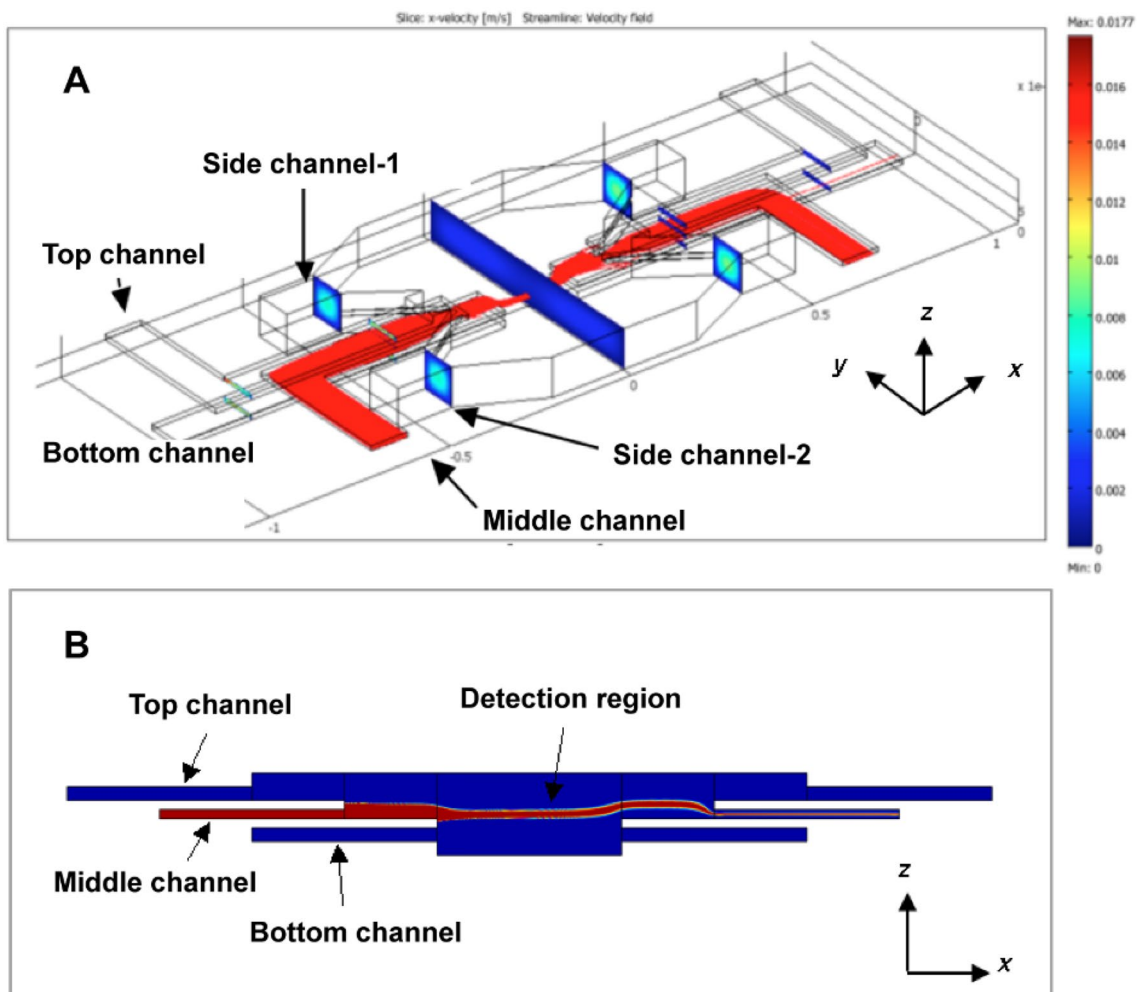 Slice: x-velocity [m/s] Streamline: Velocity field
Max: 0.0177
A
x 1e-
Side channel-1
Top channel
Bottom channel
Side channel-2
Middle channel
-1
-0.5
0
0.5
1
0
z
y
x
0.016
0.014
0.012
0.010
0.008
0.006
0.004
0.002
0
Min: 0
B
Top channel
Detection region
Middle channel
Bottom channel
z
x